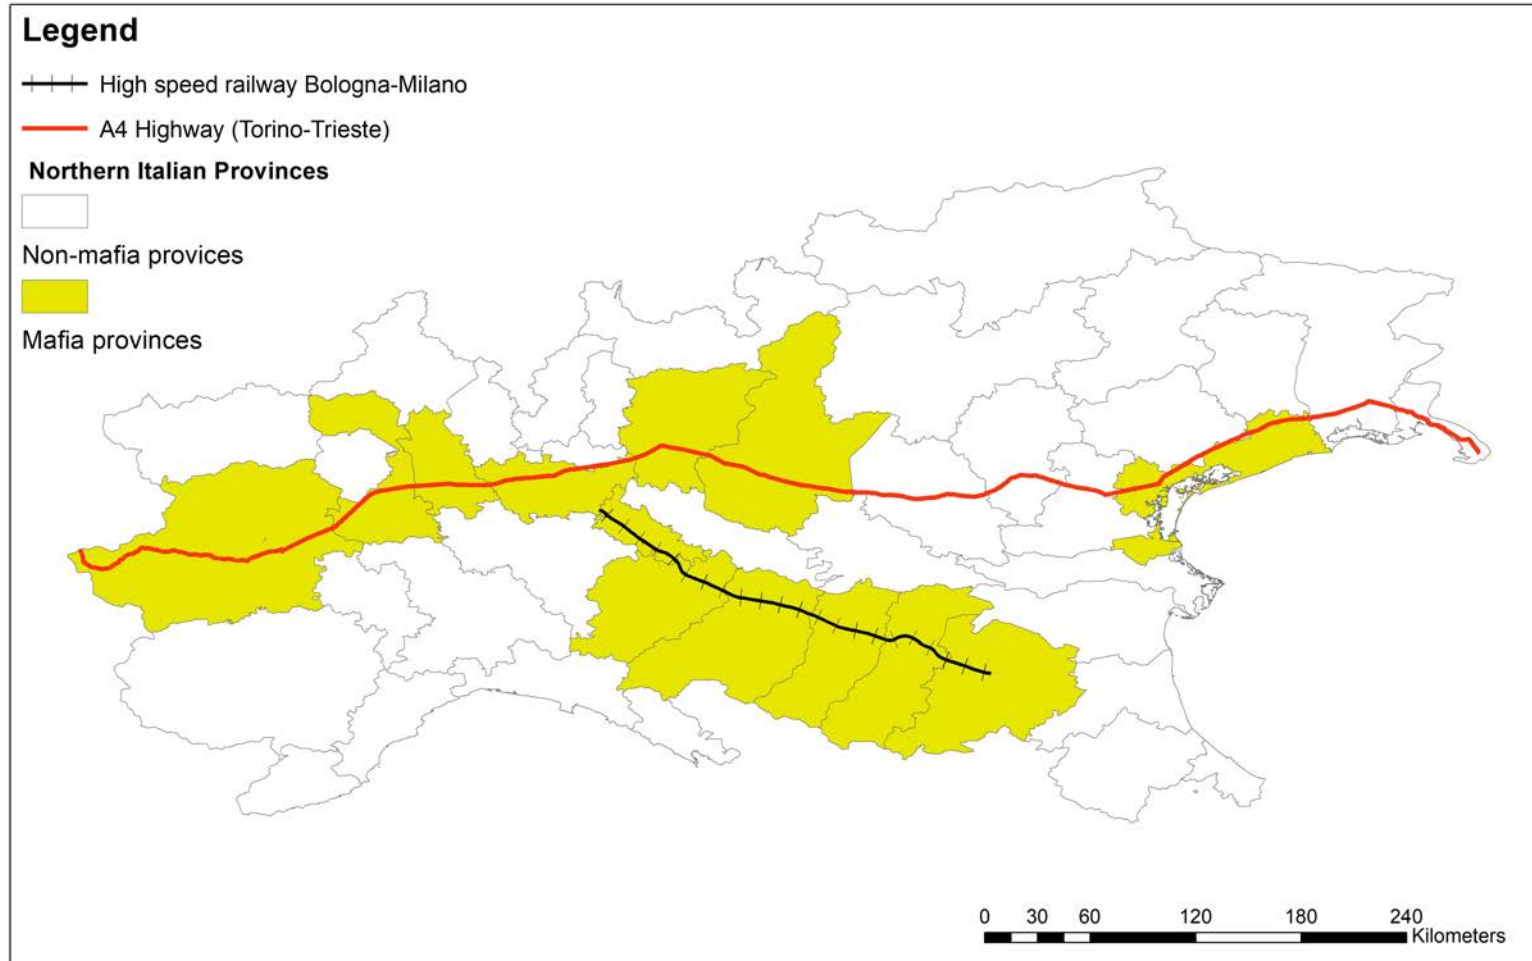 Legend
High speed railway Bologna-Milano
A4 Highway (Torino-Trieste)
Northern Italian Provinces
Non-mafia provices
Mafia provinces
0 30 60 120 180 240
Kilometers